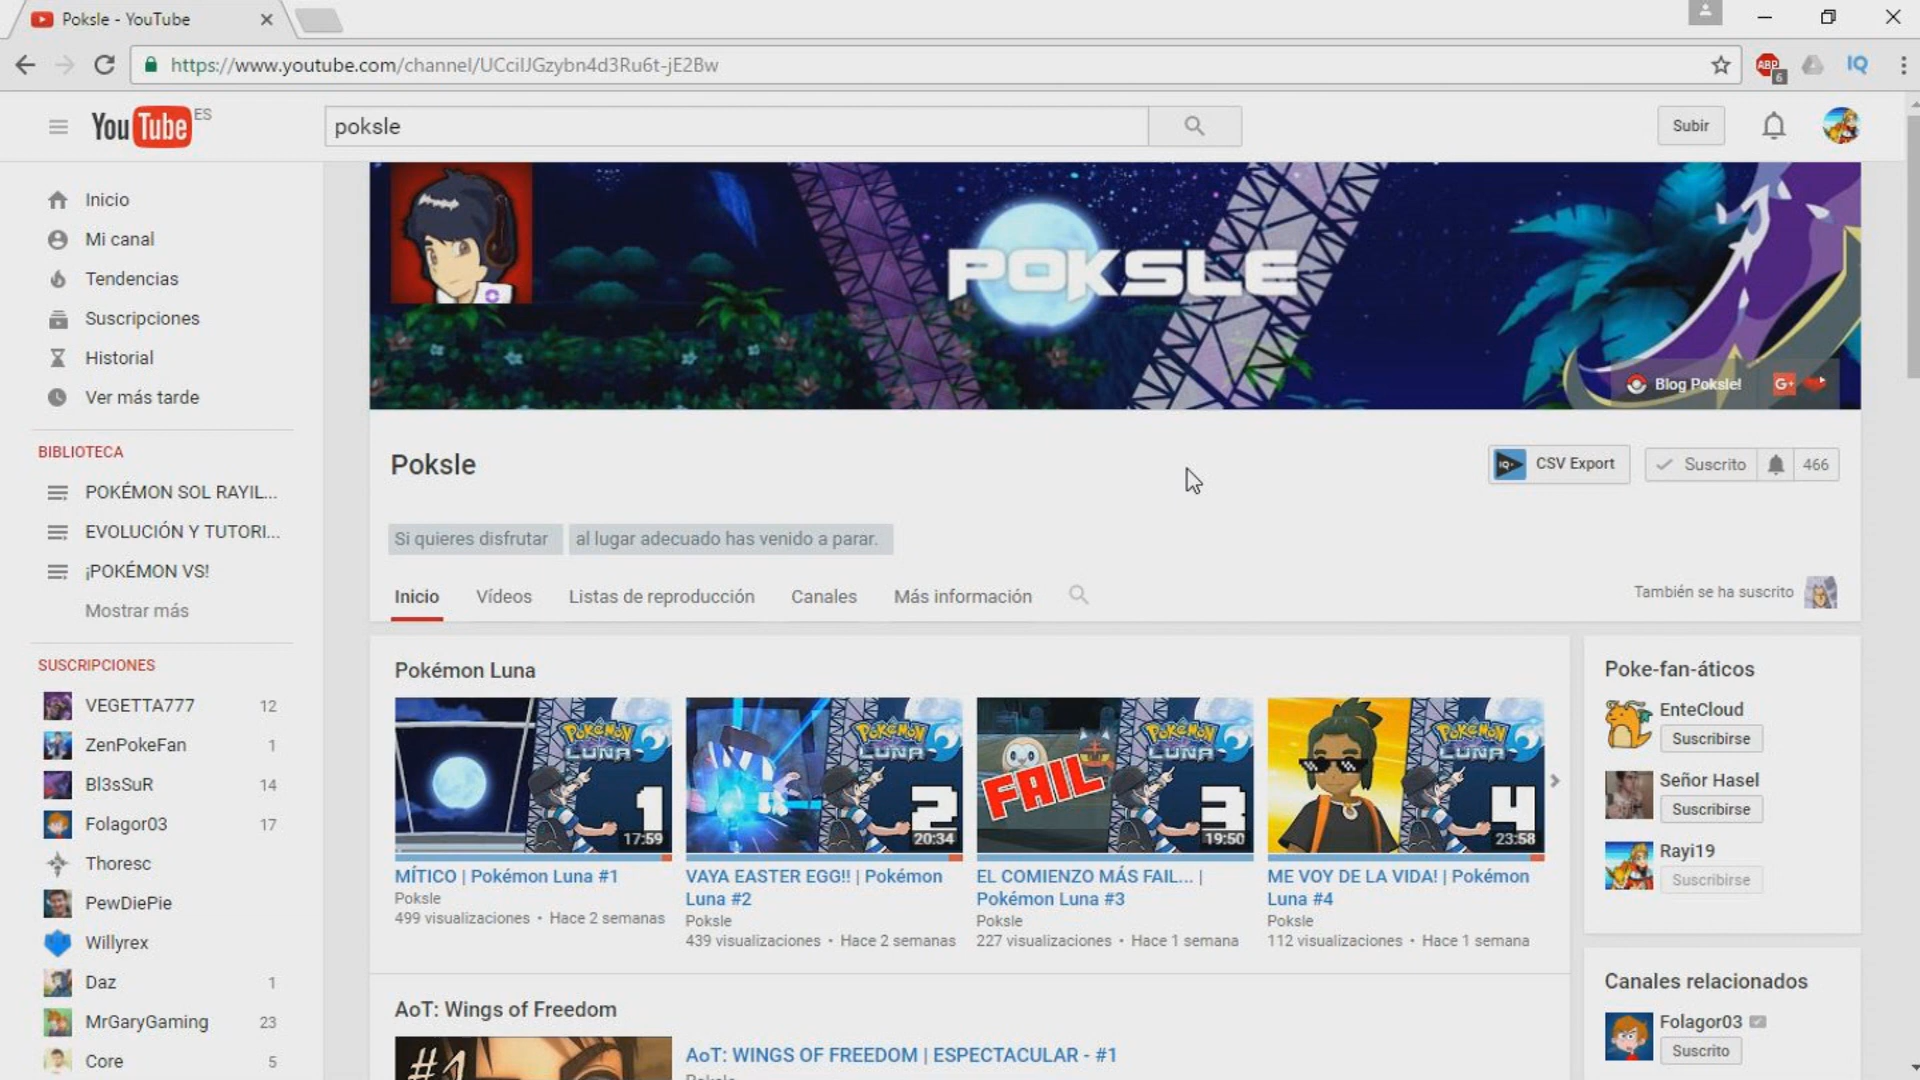 Poksle - YouTube
https://www.youtube.com/channel/UCcilJGzybn4d3Ru6t-jE2Bw
ABP
6
IQ
YouTube ES
poksle
Subir
Inicio
Mi canal
Tendencias
Suscripciones
Historial
Ver más tarde
BIBLIOTECA
POKÉMON SOL RAYIL...
EVOLUCIÓN Y TUTORI...
¡POKÉMON VS!
Mostrar más
SUSCRIPCIONES
VEGETTA777 12
ZenPokeFan 1
Bl3sSuR 14
Folagor03 17
Thoresc
PewDiePie
Willyrex
Daz 1
MrGaryGaming 23
Core 5
POKSLE
Blog Poksle!
G+
Poksle
IQ
CSV Export
Suscrito
466
Si quieres disfrutar
al lugar adecuado has venido a parar.
Inicio
Vídeos
Listas de reproducción
Canales
Más información
También se ha suscrito
Pokémon Luna
POKÉMON
LUNA
1
17:59
MÍTICO | Pokémon Luna #1
Poksle
499 visualizaciones • Hace 2 semanas
POKÉMON
LUNA
2
20:34
VAYA EASTER EGG!! | Pokémon
Luna #2
Poksle
439 visualizaciones • Hace 2 semanas
FAIL
POKÉMON
LUNA
3
19:50
EL COMIENZO MÁS FAIL... |
Pokémon Luna #3
Poksle
227 visualizaciones • Hace 1 semana
POKÉMON
LUNA
4
23:58
ME VOY DE LA VIDA! | Pokémon
Luna #4
Poksle
112 visualizaciones • Hace 1 semana
AoT: Wings of Freedom
#1
AoT: WINGS OF FREEDOM | ESPECTACULAR - #1
Poke-fan-áticos
EnteCloud
Suscribirse
Señor Hasel
Suscribirse
Rayi19
Suscribirse
Canales relacionados
Folagor03
Suscrito